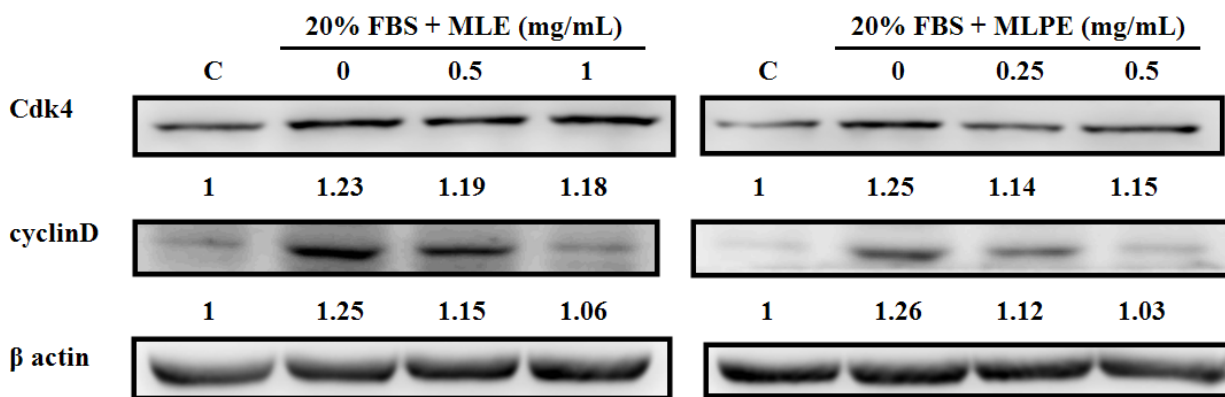 20% FBS + MLE (mg/mL) 20% FBS + MLPE (mg/mL)
C 0 0.5 1 C 0 0.25 0.5
Cdk4
1 1.23 1.19 1.18 1 1.25 1.14 1.15
cyclinD
1 1.25 1.15 1.06 1 1.26 1.12 1.03
β actin